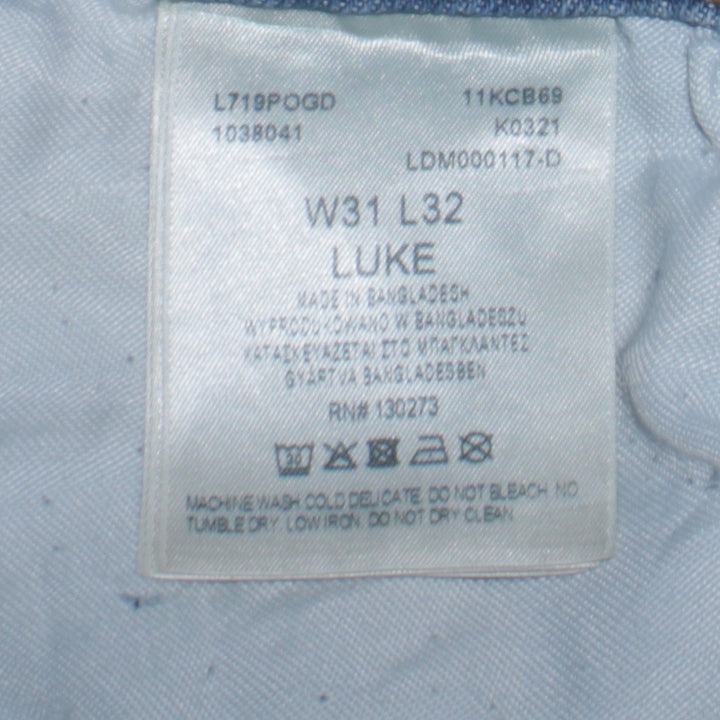 L719POGD 11KCB69
1038041 K0321
LDM000117-D
W31 L32
LUKE
MADE IN BANGLADESH
WYPRODUKOWANO W BANGLADESZU
ΚΑΤΑΣΚΕΥΑΖΕΤΑΙ ΣΤΟ ΜΠΑΓΚΛΑΝΤΕΣ
GYÁRTVA BANGLADESBEN
RN# 130273
30
MACHINE WASH COLD DELICATE. DO NOT BLEACH. NO
TUMBLE DRY. LOW IRON. DO NOT DRY CLEAN.